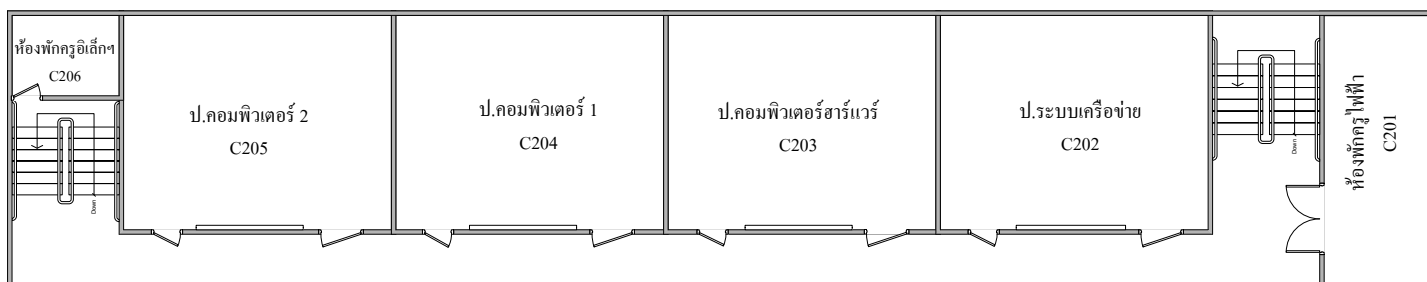 ห้องพักครูอิเล็กฯ
C206
ป.คอมพิวเตอร์ 2
C205
ป.คอมพิวเตอร์ 1
C204
ป.คอมพิวเตอร์ฮาร์แวร์
C203
ป.ระบบเครือข่าย
C202
ห้องพักครูไฟฟ้า
C201
Down
Down